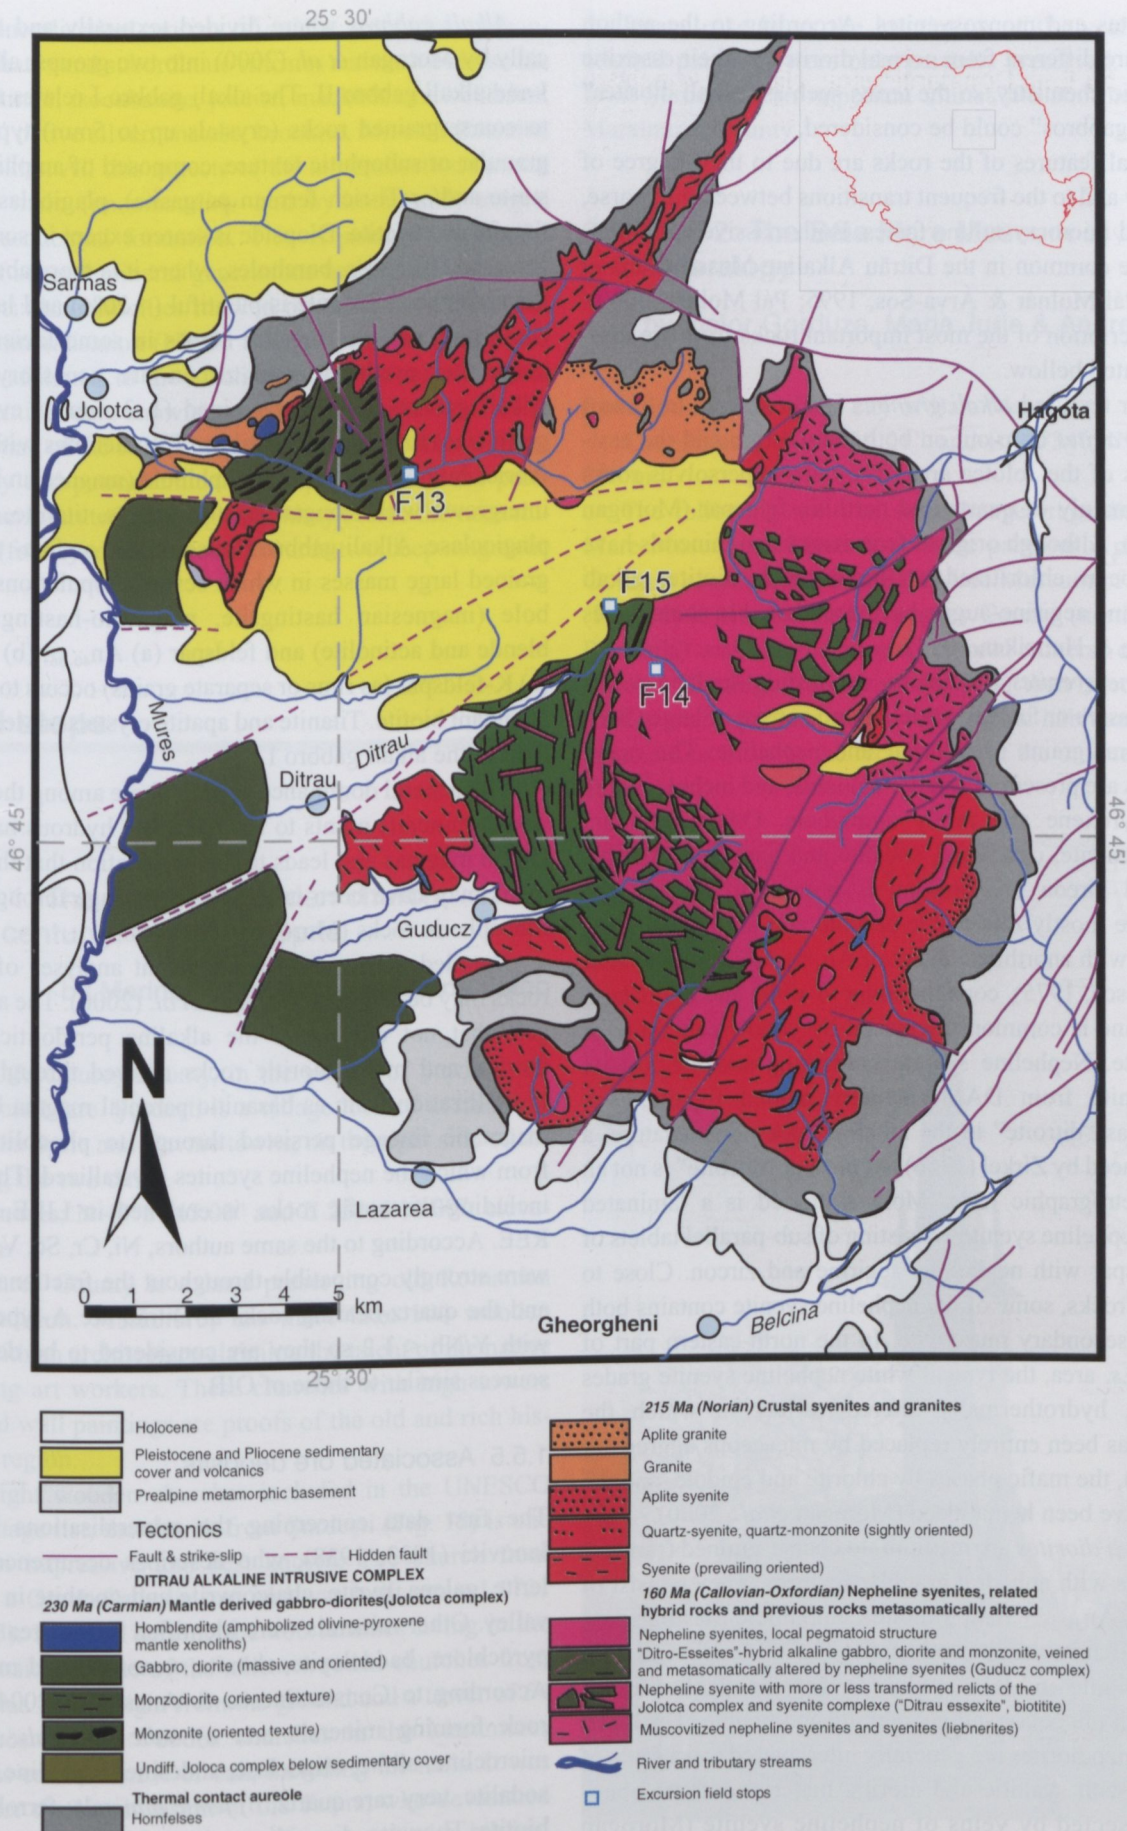 25° 30'
Sarmas
Jolotca
Hagota
F13
F15
F14
Mures
Ditrau
Ditrau
46° 45'
46° 45'
Guducz
N
Lazarea
0 1 2 3 4 5 km
Gheorgheni
Belcina
25° 30'
Holocene
Pleistocene and Pliocene sedimentary
cover and volcanics
Prealpine metamorphic basement
Tectonics
Fault & strike-slip
Hidden fault
DITRAU ALKALINE INTRUSIVE COMPLEX
230 Ma (Carmian) Mantle derived gabbro-diorites(Jolotca complex)
Homblendite (amphibolized olivine-pyroxene
mantle xenoliths)
Gabbro, diorite (massive and oriented)
Monzodiorite (oriented texture)
Monzonite (oriented texture)
Undiff. Joloca complex below sedimentary cover
Thermal contact aureole
Hornfelses
215 Ma (Norian) Crustal syenites and granites
Aplite granite
Granite
Aplite syenite
Quartz-syenite, quartz-monzonite (sightly oriented)
Syenite (prevailing oriented)
160 Ma (Callovian-Oxfordian) Nepheline syenites, related
hybrid rocks and previous rocks metasomatically altered
Nepheline syenites, local pegmatoid structure
"Ditro-Esseites"-hybrid alkaline gabbro, diorite and monzonite, veined
and metasomatically altered by nepheline syenites (Guducz complex)
Nepheline syenite with more or less transformed relicts of the
Jolotca complex and syenite complexe ("Ditrau essexite", biotitite)
Muscovitized nepheline syenites and syenites (liebnerites)
River and tributary streams
Excursion field stops